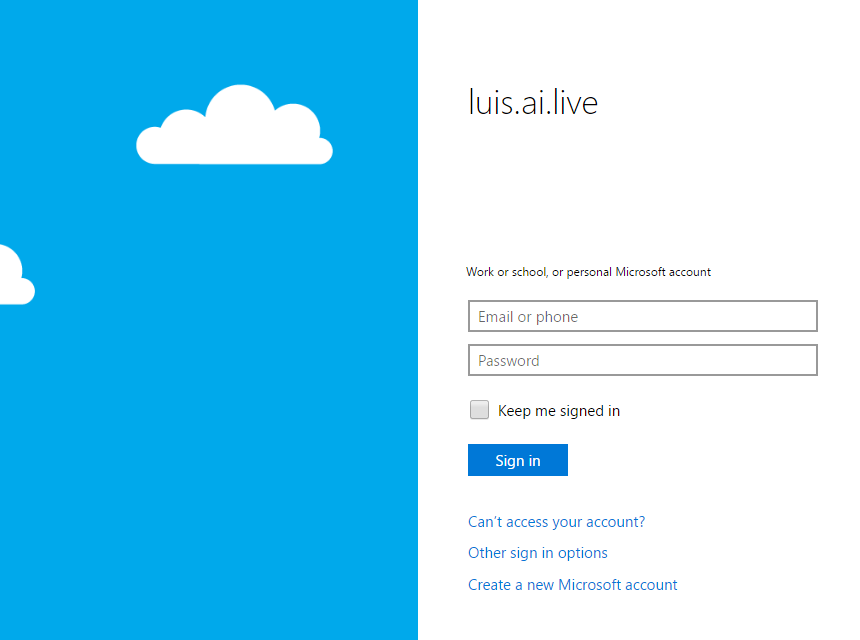 luis.ai.live
Work or school, or personal Microsoft account
Email or phone
Password
Keep me signed in
Sign in
Can't access your account?
Other sign in options
Create a new Microsoft account